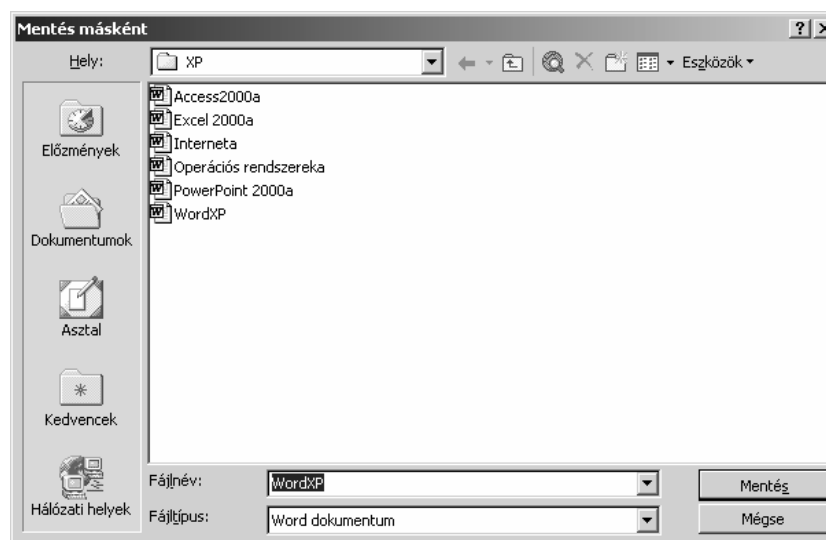 Mentés másként
Hely:
XP
Eszközök
Access2000a
Excel 2000a
Interneta
Operációs rendszereka
PowerPoint 2000a
WordXP
Előzmények
Dokumentumok
Asztal
Kedvencek
Hálózati helyek
Fájlnév:
WordXP
Mentés
Fájltípus:
Word dokumentum
Mégse